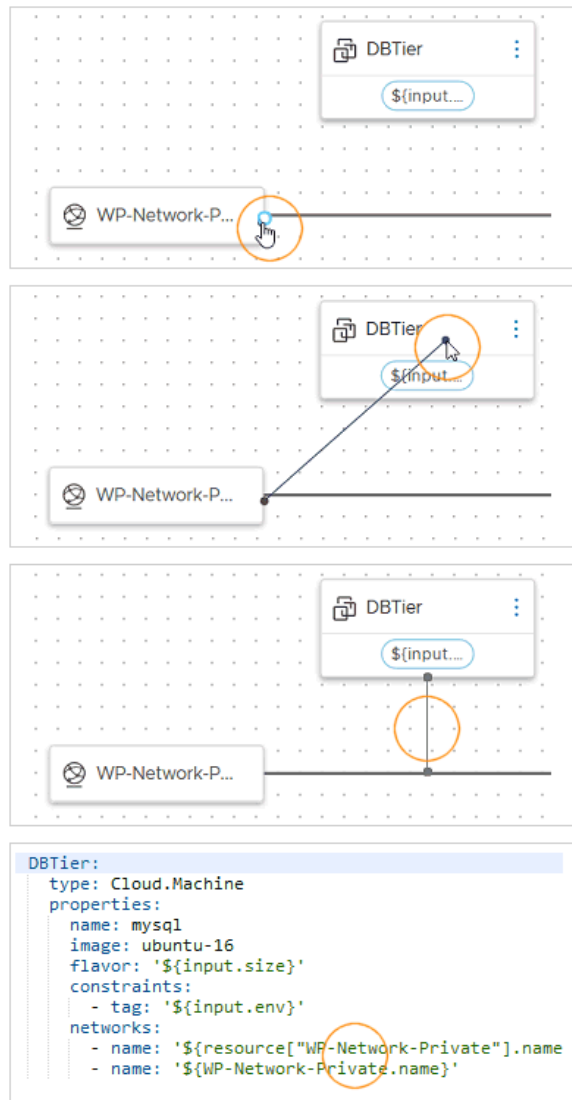 DBTier
${input....
WP-Network-P...
DBTier
${input....
WP-Network-P...
DBTier
${input....
WP-Network-P...
DBTier:
type: Cloud.Machine
properties:
name: mysql
image: ubuntu-16
flavor: '${input.size}'
constraints:
- tag: '${input.env}'
networks:
- name: '${resource["WP-Network-Private"].name
- name: '${WP-Network-Private.name}'